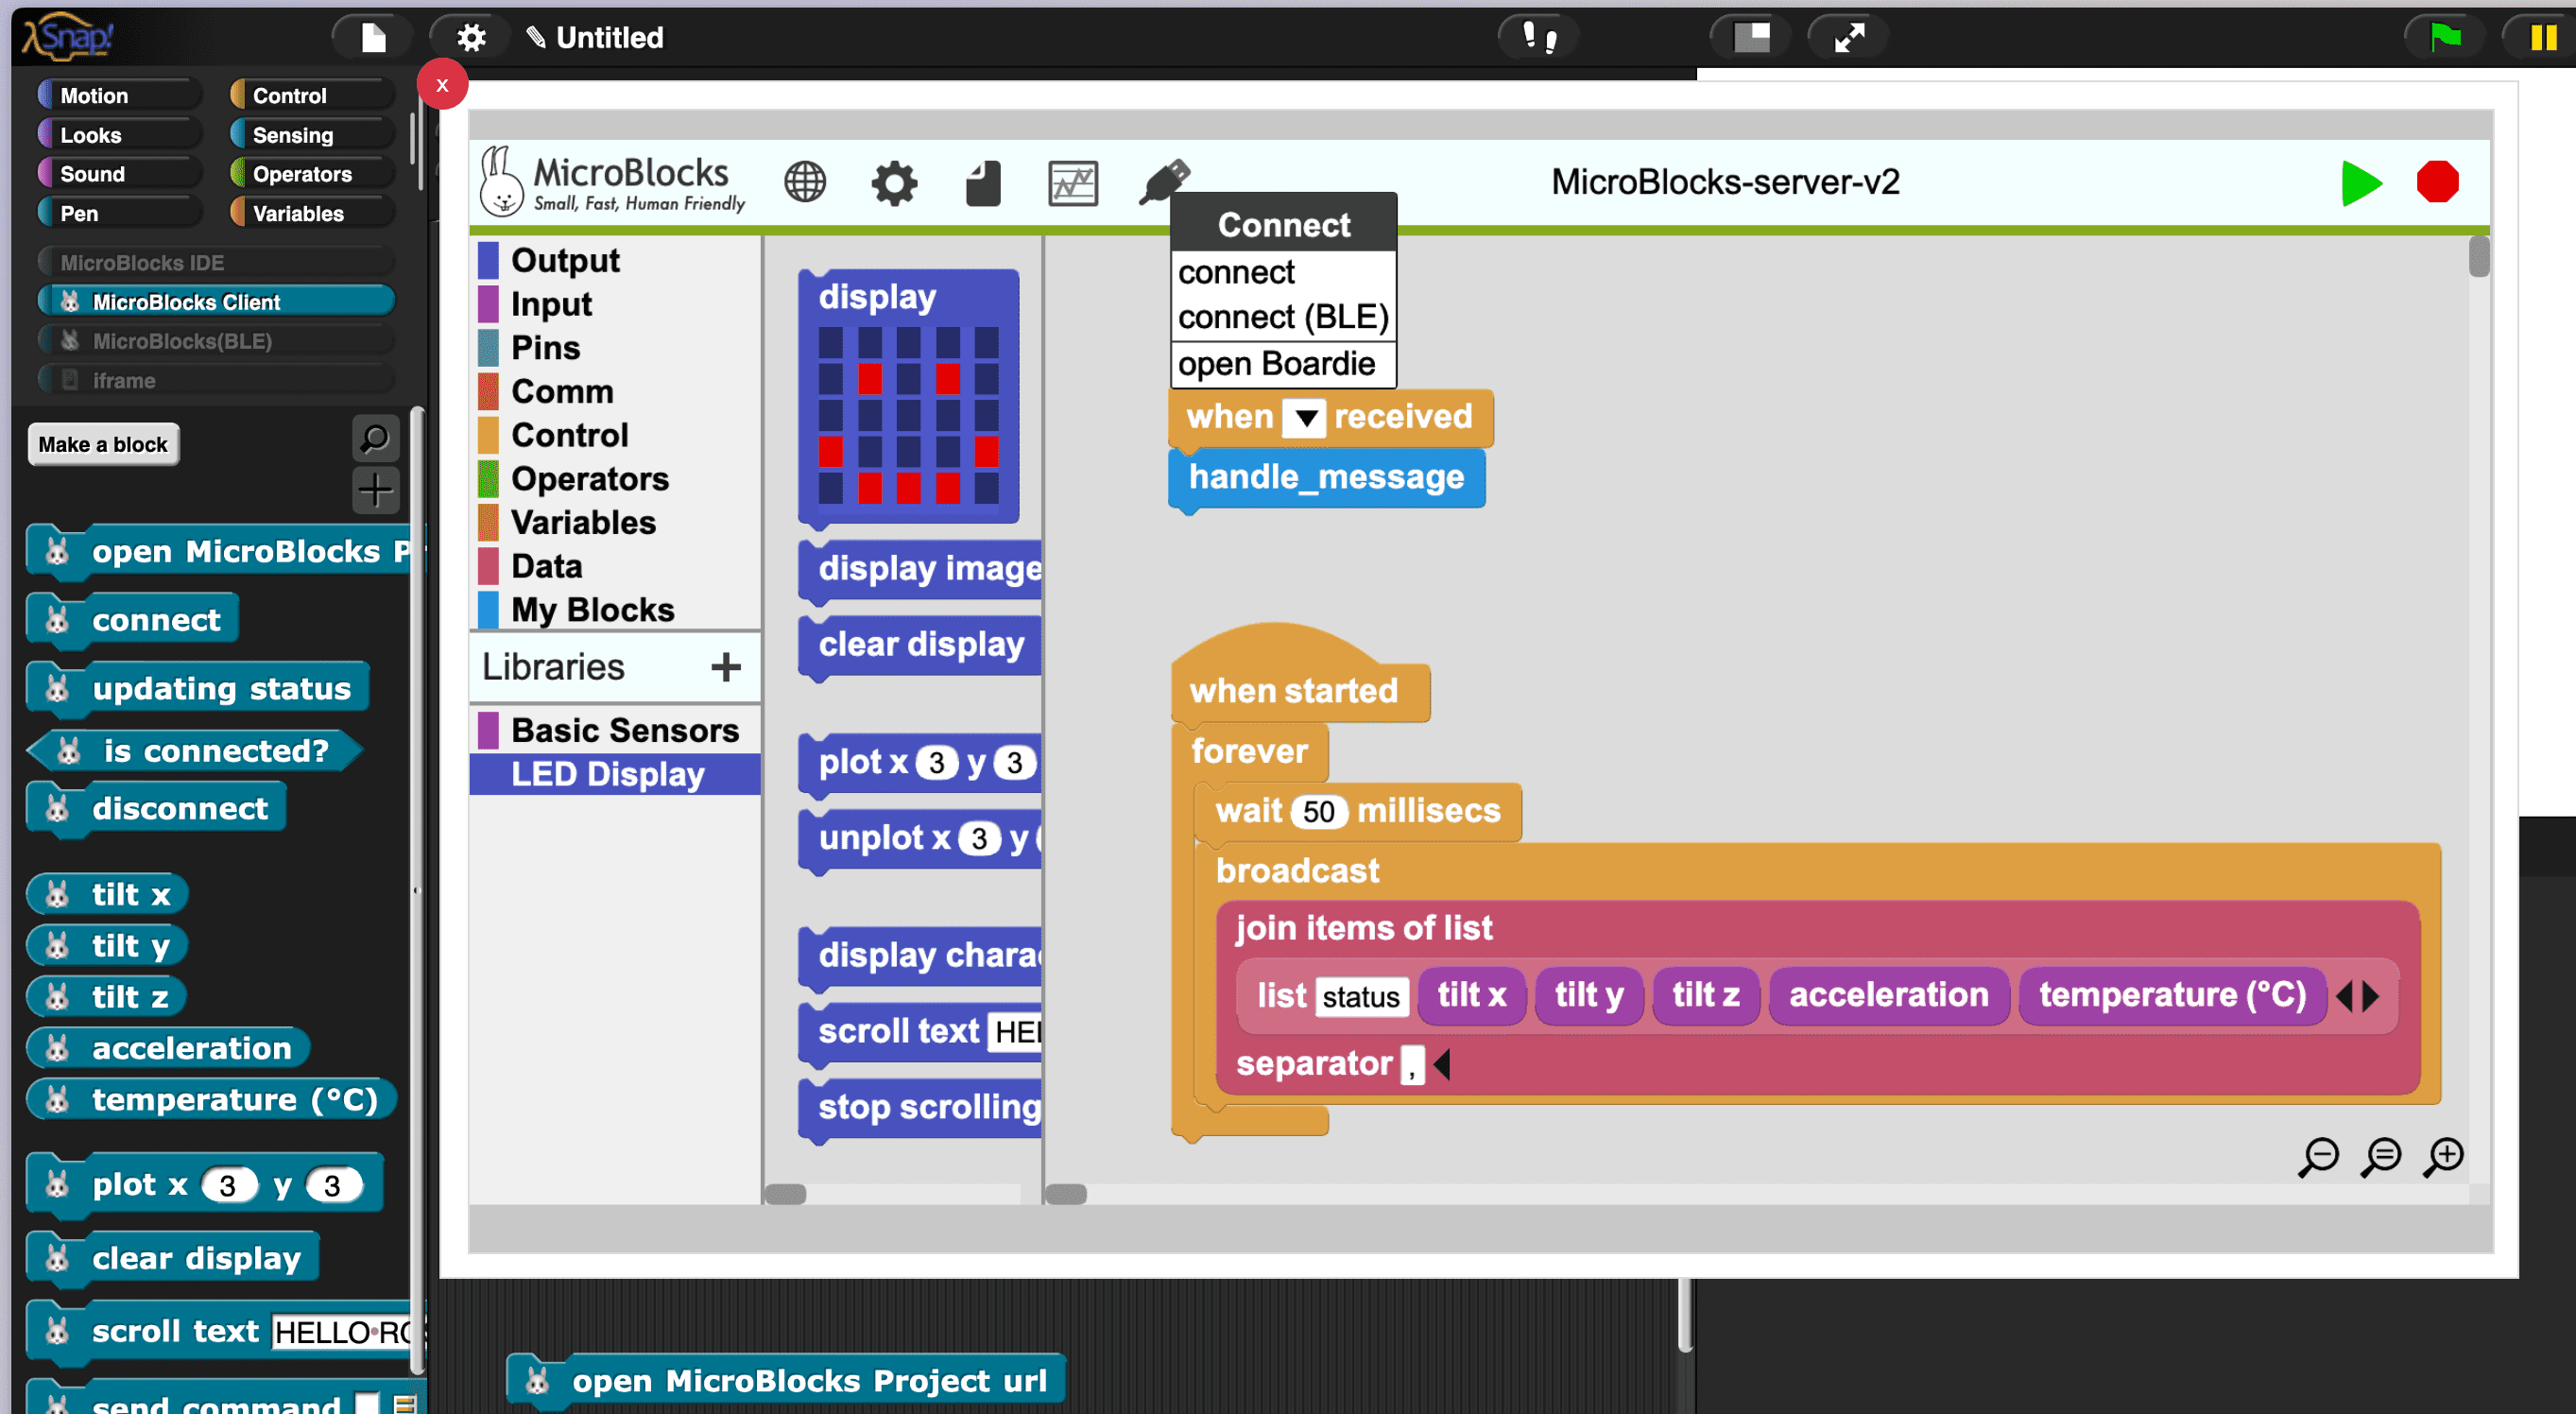 λSnap!
✎ Untitled
Motion
Control
Looks
Sensing
Sound
Operators
Pen
Variables
MicroBlocks IDE
MicroBlocks Client
MicroBlocks(BLE)
iframe
Make a block
open MicroBlocks P
connect
updating status
is connected?
disconnect
tilt x
tilt y
tilt z
acceleration
temperature (°C)
plot x 3 y 3
clear display
scroll text HELLO
send command
x
MicroBlocks
Small, Fast, Human Friendly
MicroBlocks-server-v2
Connect
connect
connect (BLE)
open Boardie
Output
Input
Pins
Comm
Control
Operators
Variables
Data
My Blocks
Libraries +
Basic Sensors
LED Display
display
display image
clear display
plot x 3 y 3
unplot x 3 y
display charac
scroll text HEL
stop scrolling
when ▼ received
handle_message
when started
forever
wait 50 millisecs
broadcast
join items of list
list status tilt x tilt y tilt z acceleration temperature (°C)
separator ,
open MicroBlocks Project url